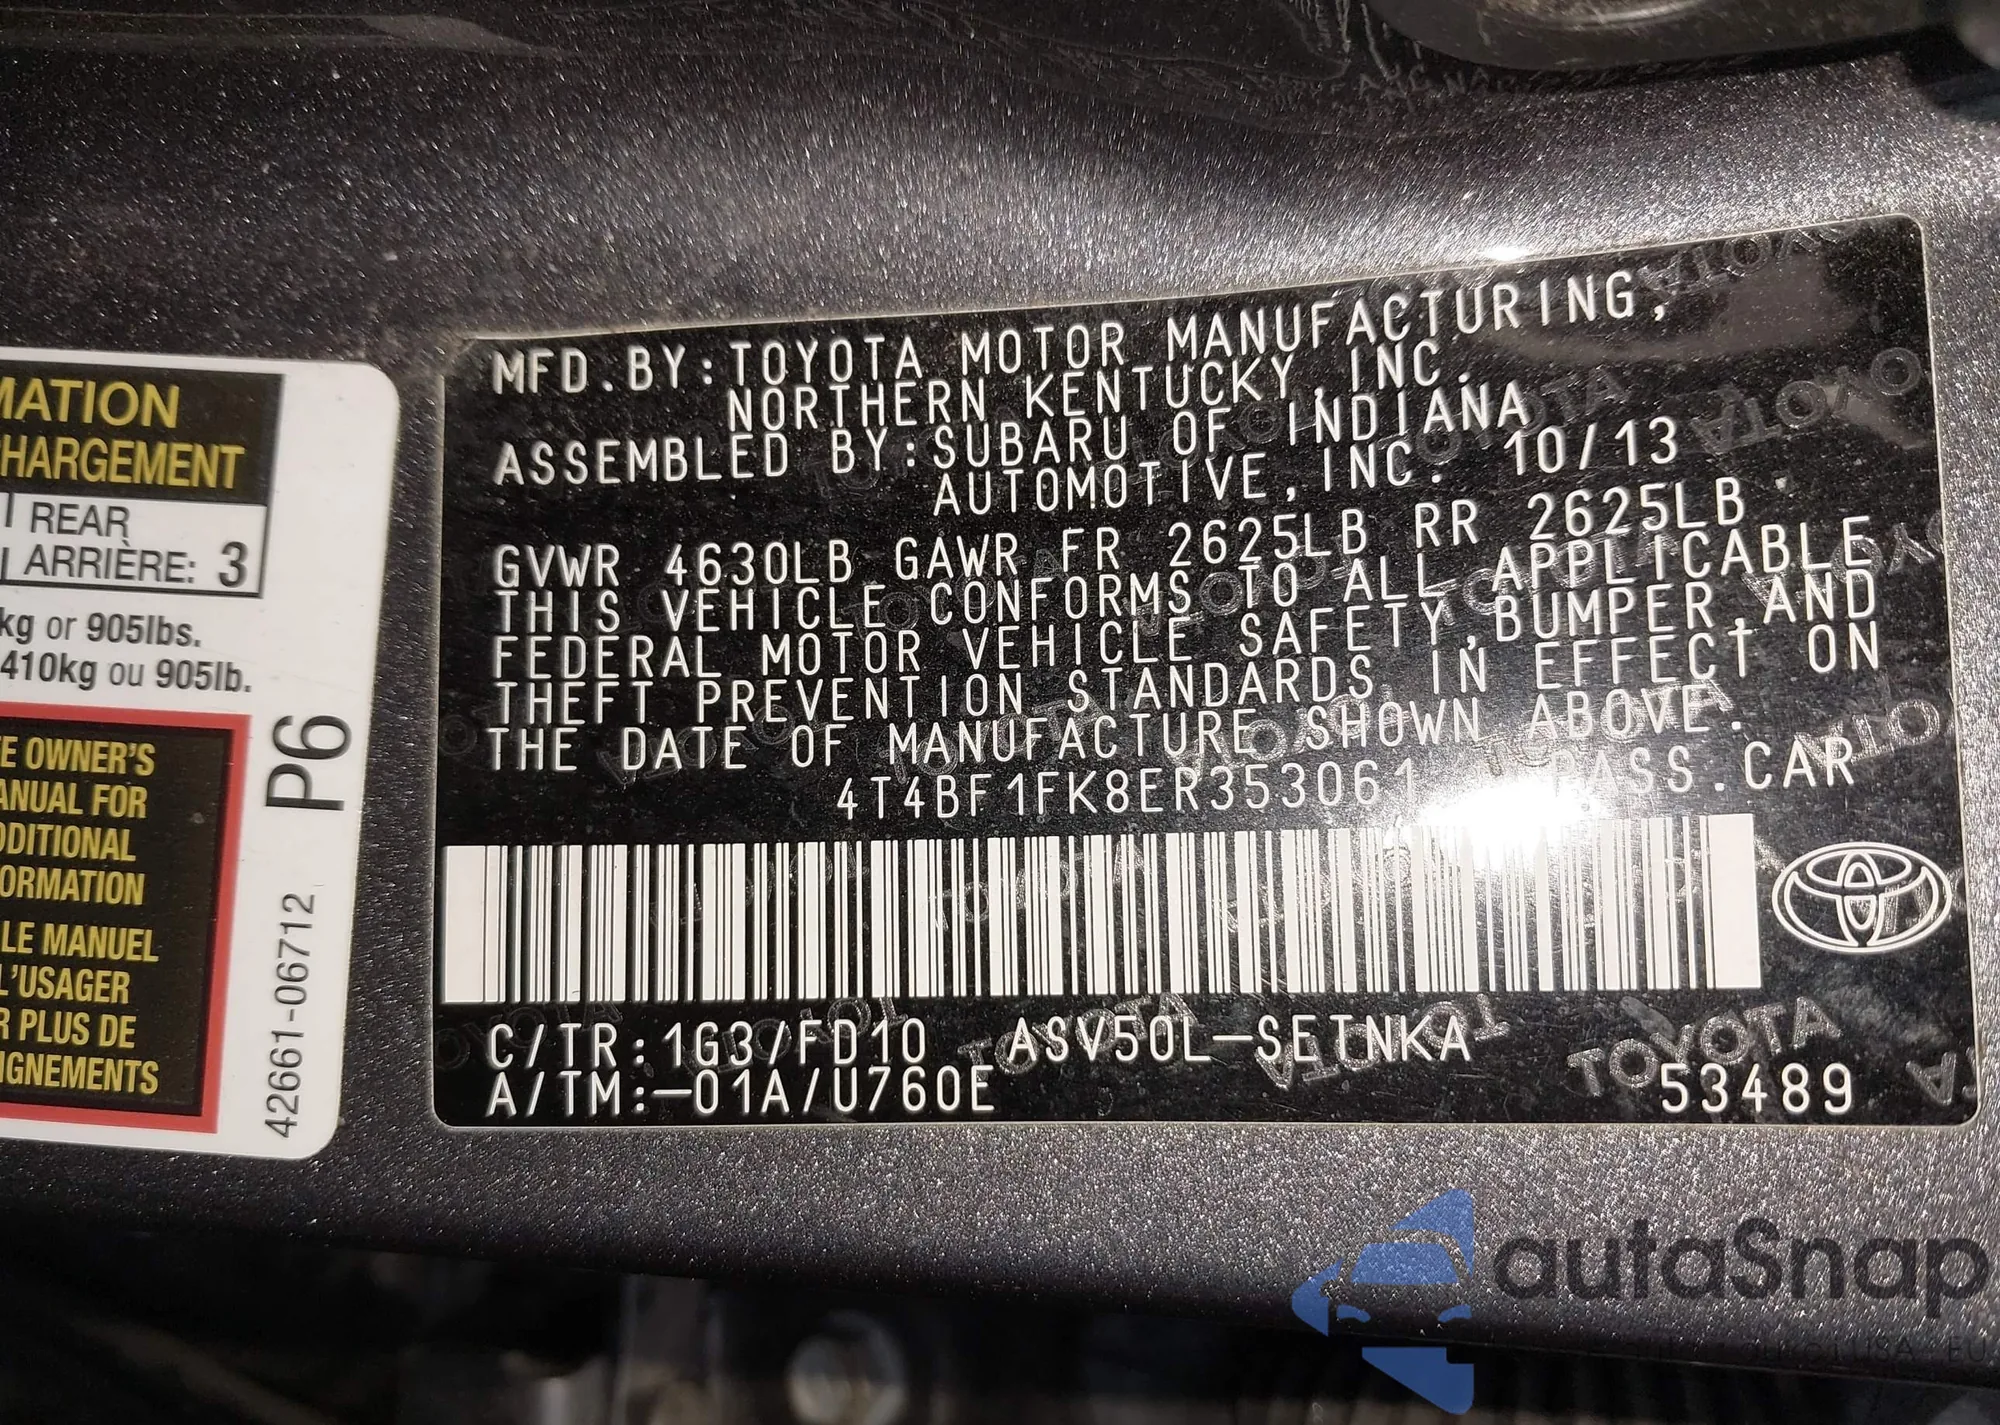 MATION
HARGEMENT
REAR
ARRIÈRE: 3
kg or 905lbs.
410kg ou 905lb.
E OWNER'S
ANUAL FOR
DDITIONAL
ORMATION
LE MANUEL
L'USAGER
R PLUS DE
IGNEMENTS
P6
42661-06712
MFD.BY:TOYOTA MOTOR MANUFACTURING,
NORTHERN KENTUCKY,INC.
ASSEMBLED BY:SUBARU OF INDIANA
AUTOMOTIVE,INC. 10/13
GVWR 4630LB GAWR FR 2625LB RR 2625LB
THIS VEHICLE CONFORMS TO ALL APPLICABLE
FEDERAL MOTOR VEHICLE SAFETY,BUMPER,AND
THEFT PREVENTION STANDARDS IN EFFECT ON
THE DATE OF MANUFACTURE SHOWN ABOVE.
4T4BF1FK8ER353061 PASS.CAR
C/TR:1G3/FD10 ASV50L-SETNKA
A/TM:-01A/U760E 53489
autoSnap